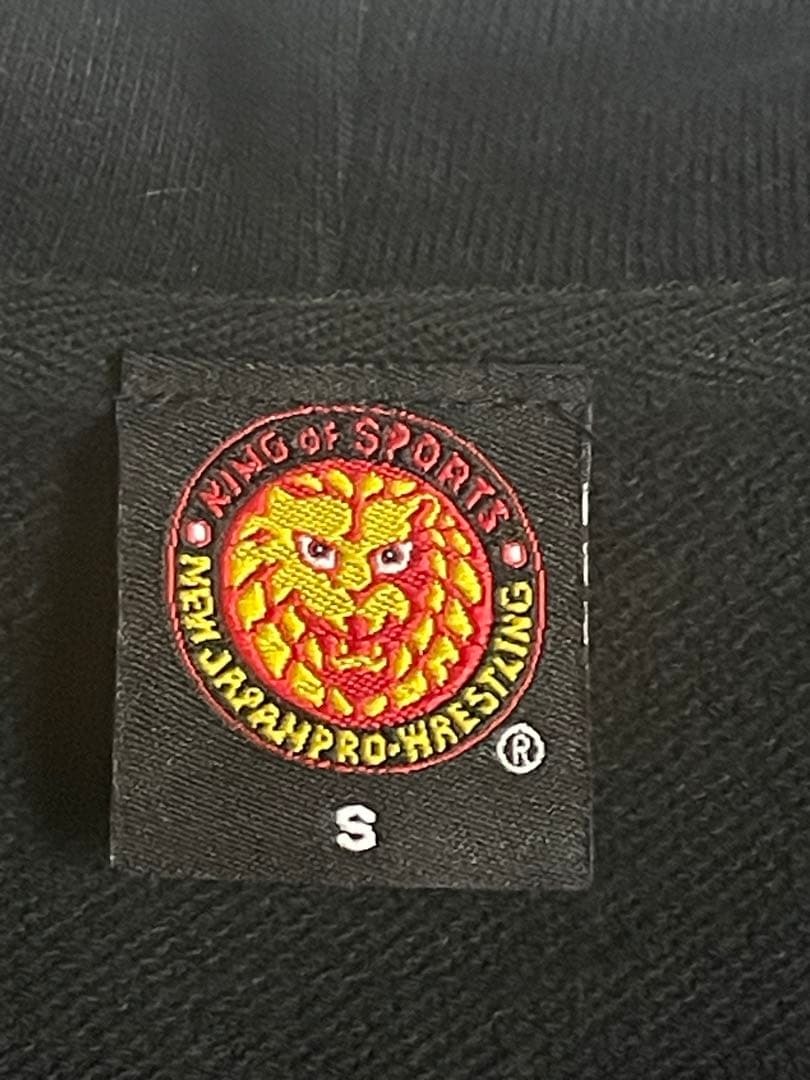 KING OF SPORTS
NEW JAPAN PRO-WRESTLING
®
S